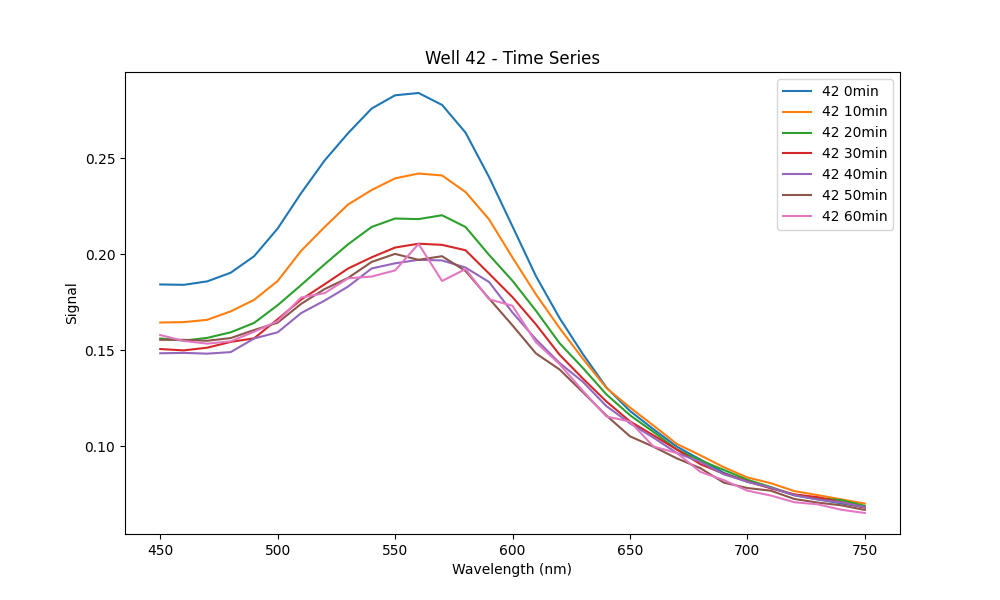 Well 42 - Time Series
42 0min
42 10min
42 20min
42 30min
42 40min
42 50min
42 60min
Signal
0.25
0.20
0.15
0.10
450 500 550 600 650 700 750
Wavelength (nm)